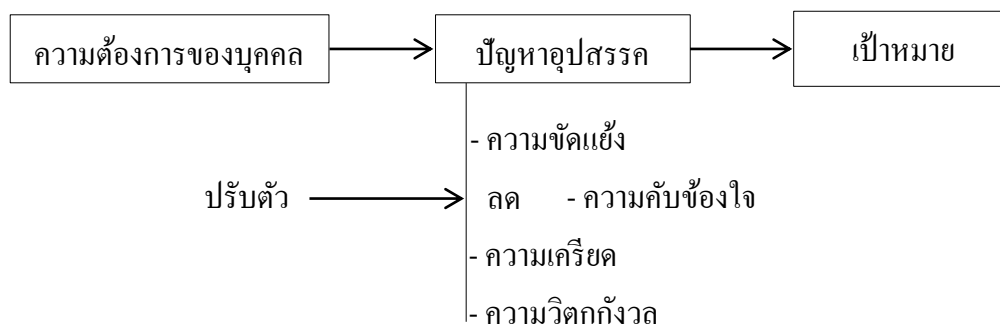 ความต้องการของบุคคล
ปัญหาอุปสรรค
เป้าหมาย
- ความขัดแย้ง
ปรับตัว
ลด - ความคับข้องใจ
- ความเครียด
- ความวิตกกังวล